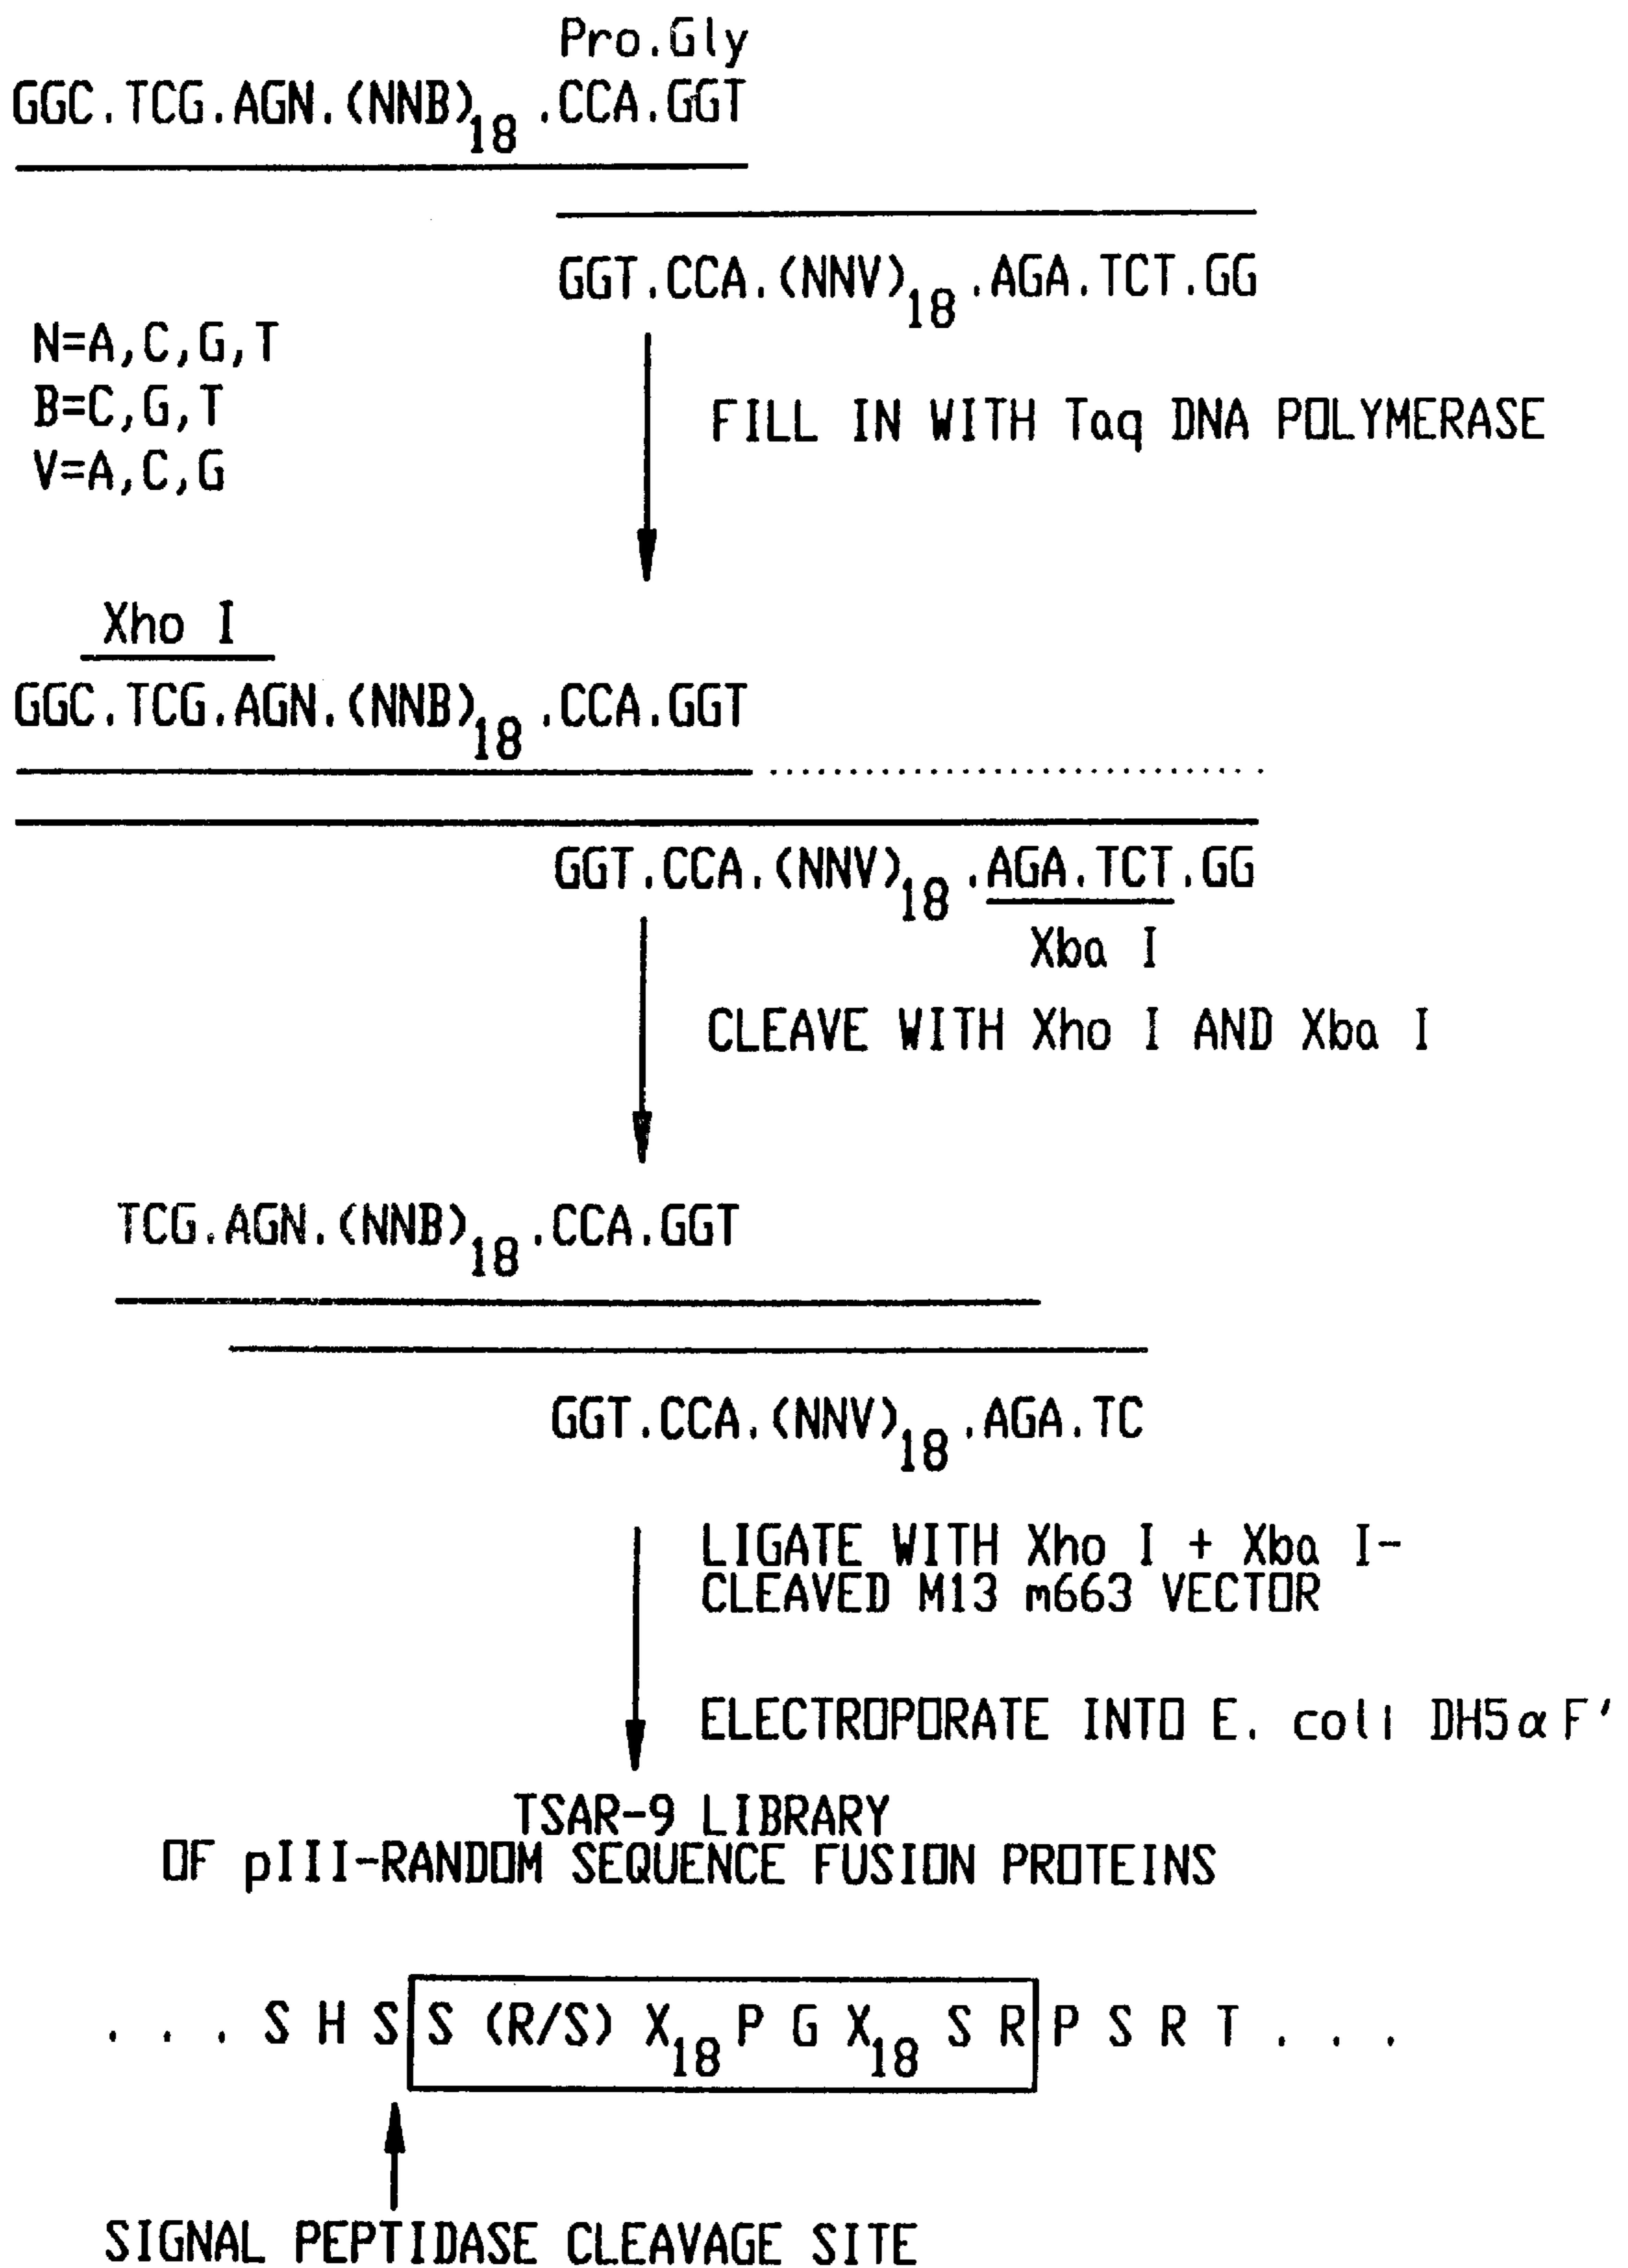 Pro.Gly
GGC.TCG.AGN.(NNB)18.CCA.GGT
GGT.CCA.(NNV)18.AGA.TCT.GG
N=A,C,G,T
B=C,G,T
V=A,C,G
FILL IN WITH Taq DNA POLYMERASE
Xho I
GGC.TCG.AGN.(NNB)18.CCA.GGT
GGT.CCA.(NNV)18.AGA.TCT.GG
Xba I
CLEAVE WITH Xho I AND Xba I
TCG.AGN.(NNB)18.CCA.GGT
GGT.CCA.(NNV)18.AGA.TC
LIGATE WITH Xho I + Xba I-
CLEAVED M13 m663 VECTOR
ELECTROPORATE INTO E. coli DH5αF'
TSAR-9 LIBRARY
OF pIII-RANDOM SEQUENCE FUSION PROTEINS
. . . S H S S (R/S) X18 P G X18 S R P S R T . . .
SIGNAL PEPTIDASE CLEAVAGE SITE